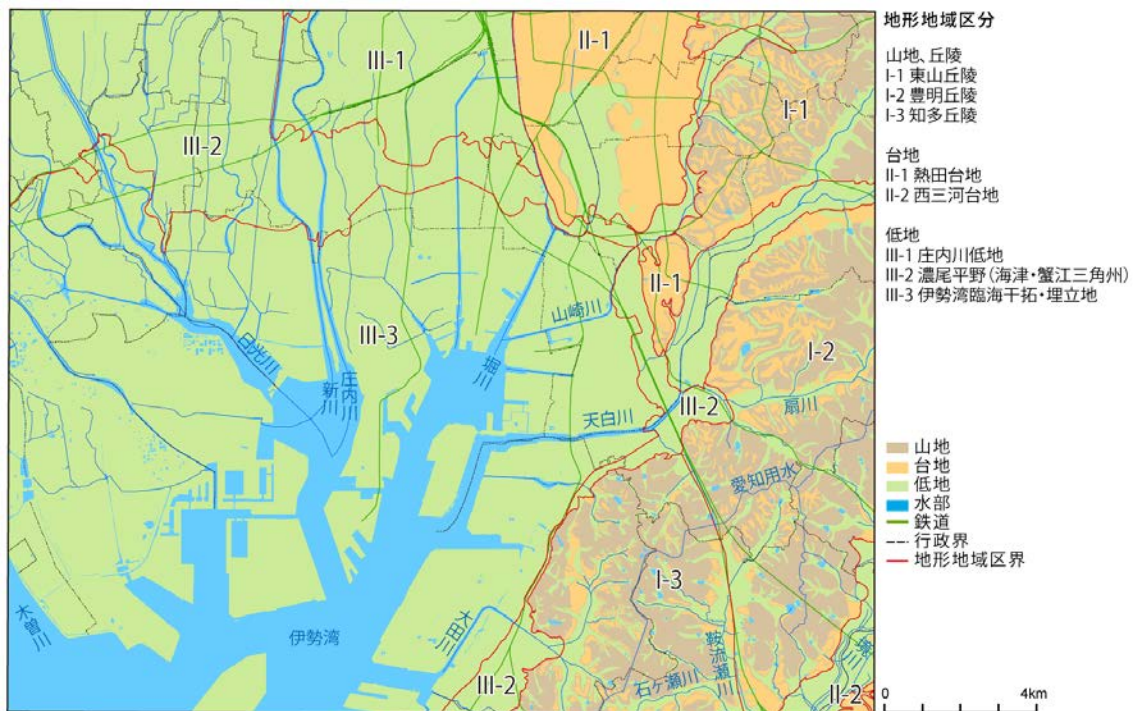 II-1
III-1
I-1
III-2
II-1
山崎川
III-3
I-2
日光川
新川
庄内川
堀川
III-2
扇川
天白川
愛知用水
I-3
木曽川
伊勢湾
大田川
鞍流瀬川
石ヶ瀬川
境川
III-2
II-2
地形地域区分
山地、丘陵
I-1 東山丘陵
I-2 豊明丘陵
I-3 知多丘陵
台地
II-1 熱田台地
II-2 西三河台地
低地
III-1 庄内川低地
III-2 濃尾平野(海津・蟹江三角州)
III-3 伊勢湾臨海干拓・埋立地
山地
台地
低地
水部
鉄道
行政界
地形地域区界
0 4km